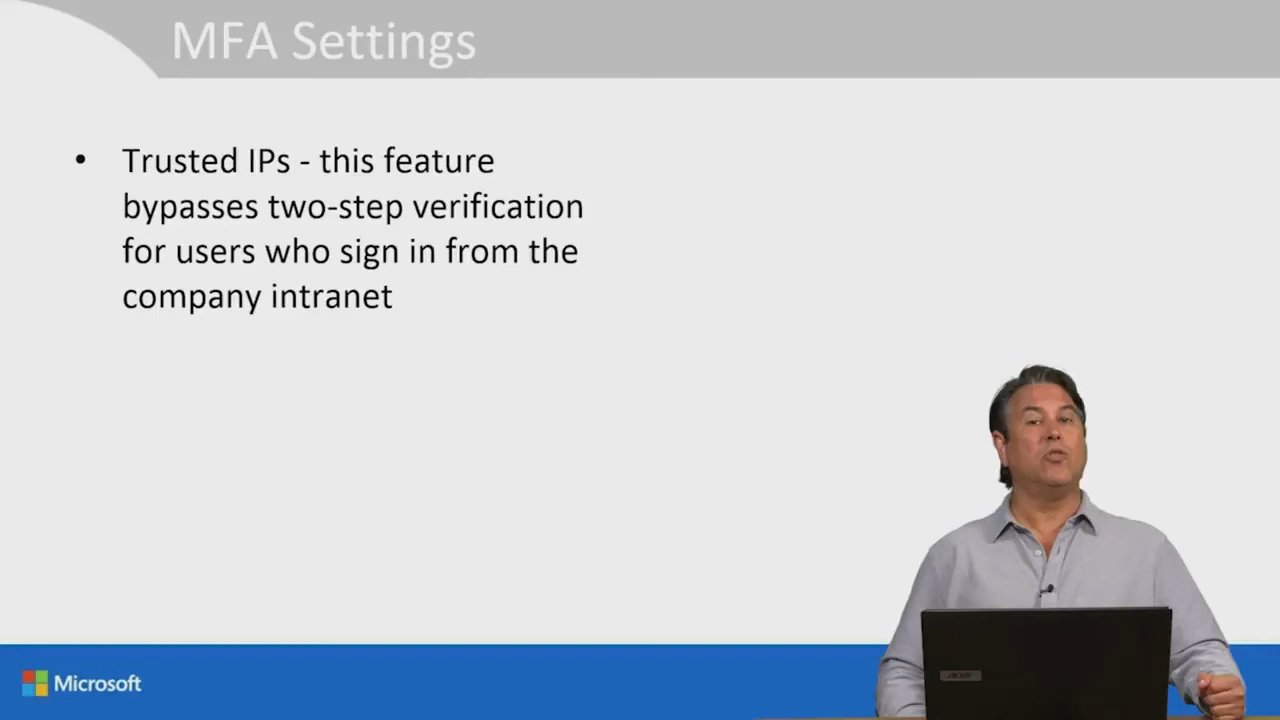 MFA Settings
• Trusted IPs - this feature
bypasses two-step verification
for users who sign in from the
company intranet
Microsoft
acer